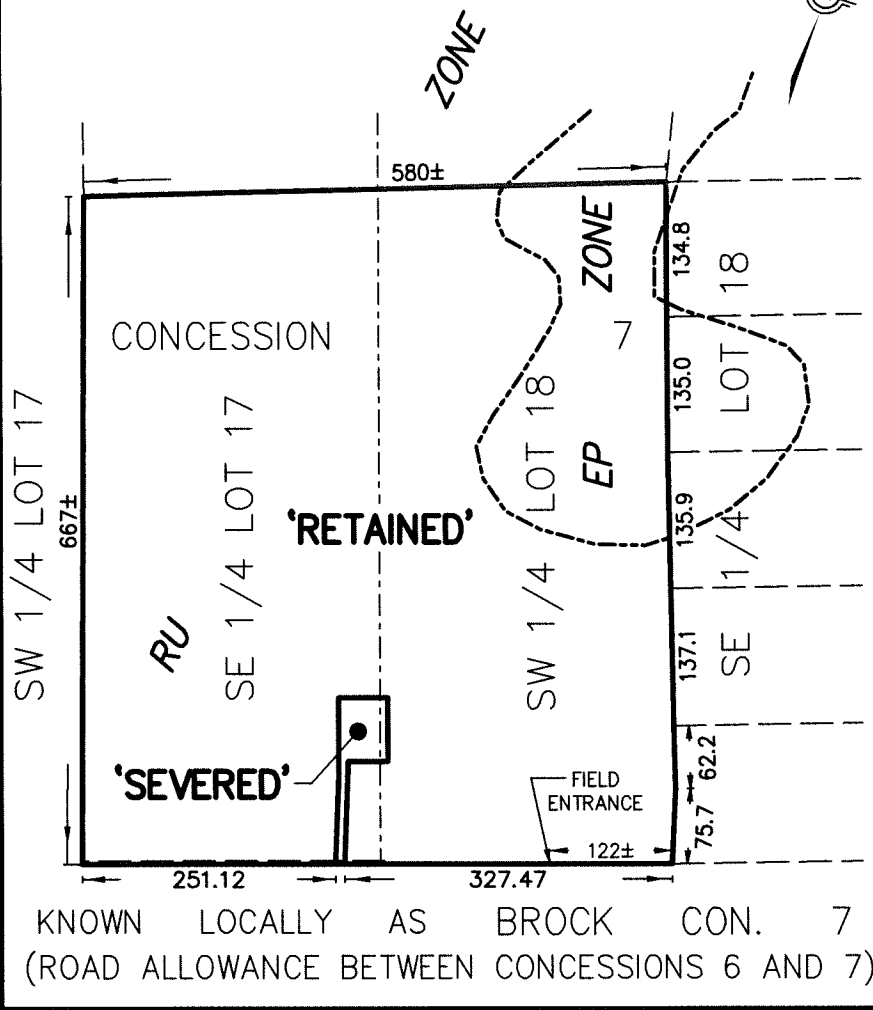 ZONE
580±
ZONE
134.8
CONCESSION
7
LOT 18
135.0
SW 1/4 LOT 17
SE 1/4 LOT 17
667±
SW 1/4 LOT 18
EP
135.9
'RETAINED'
RU
SE 1/4
137.1
'SEVERED'
62.2
FIELD
ENTRANCE
75.7
122±
251.12
327.47
KNOWN LOCALLY AS BROCK CON. 7
(ROAD ALLOWANCE BETWEEN CONCESSIONS 6 AND 7)